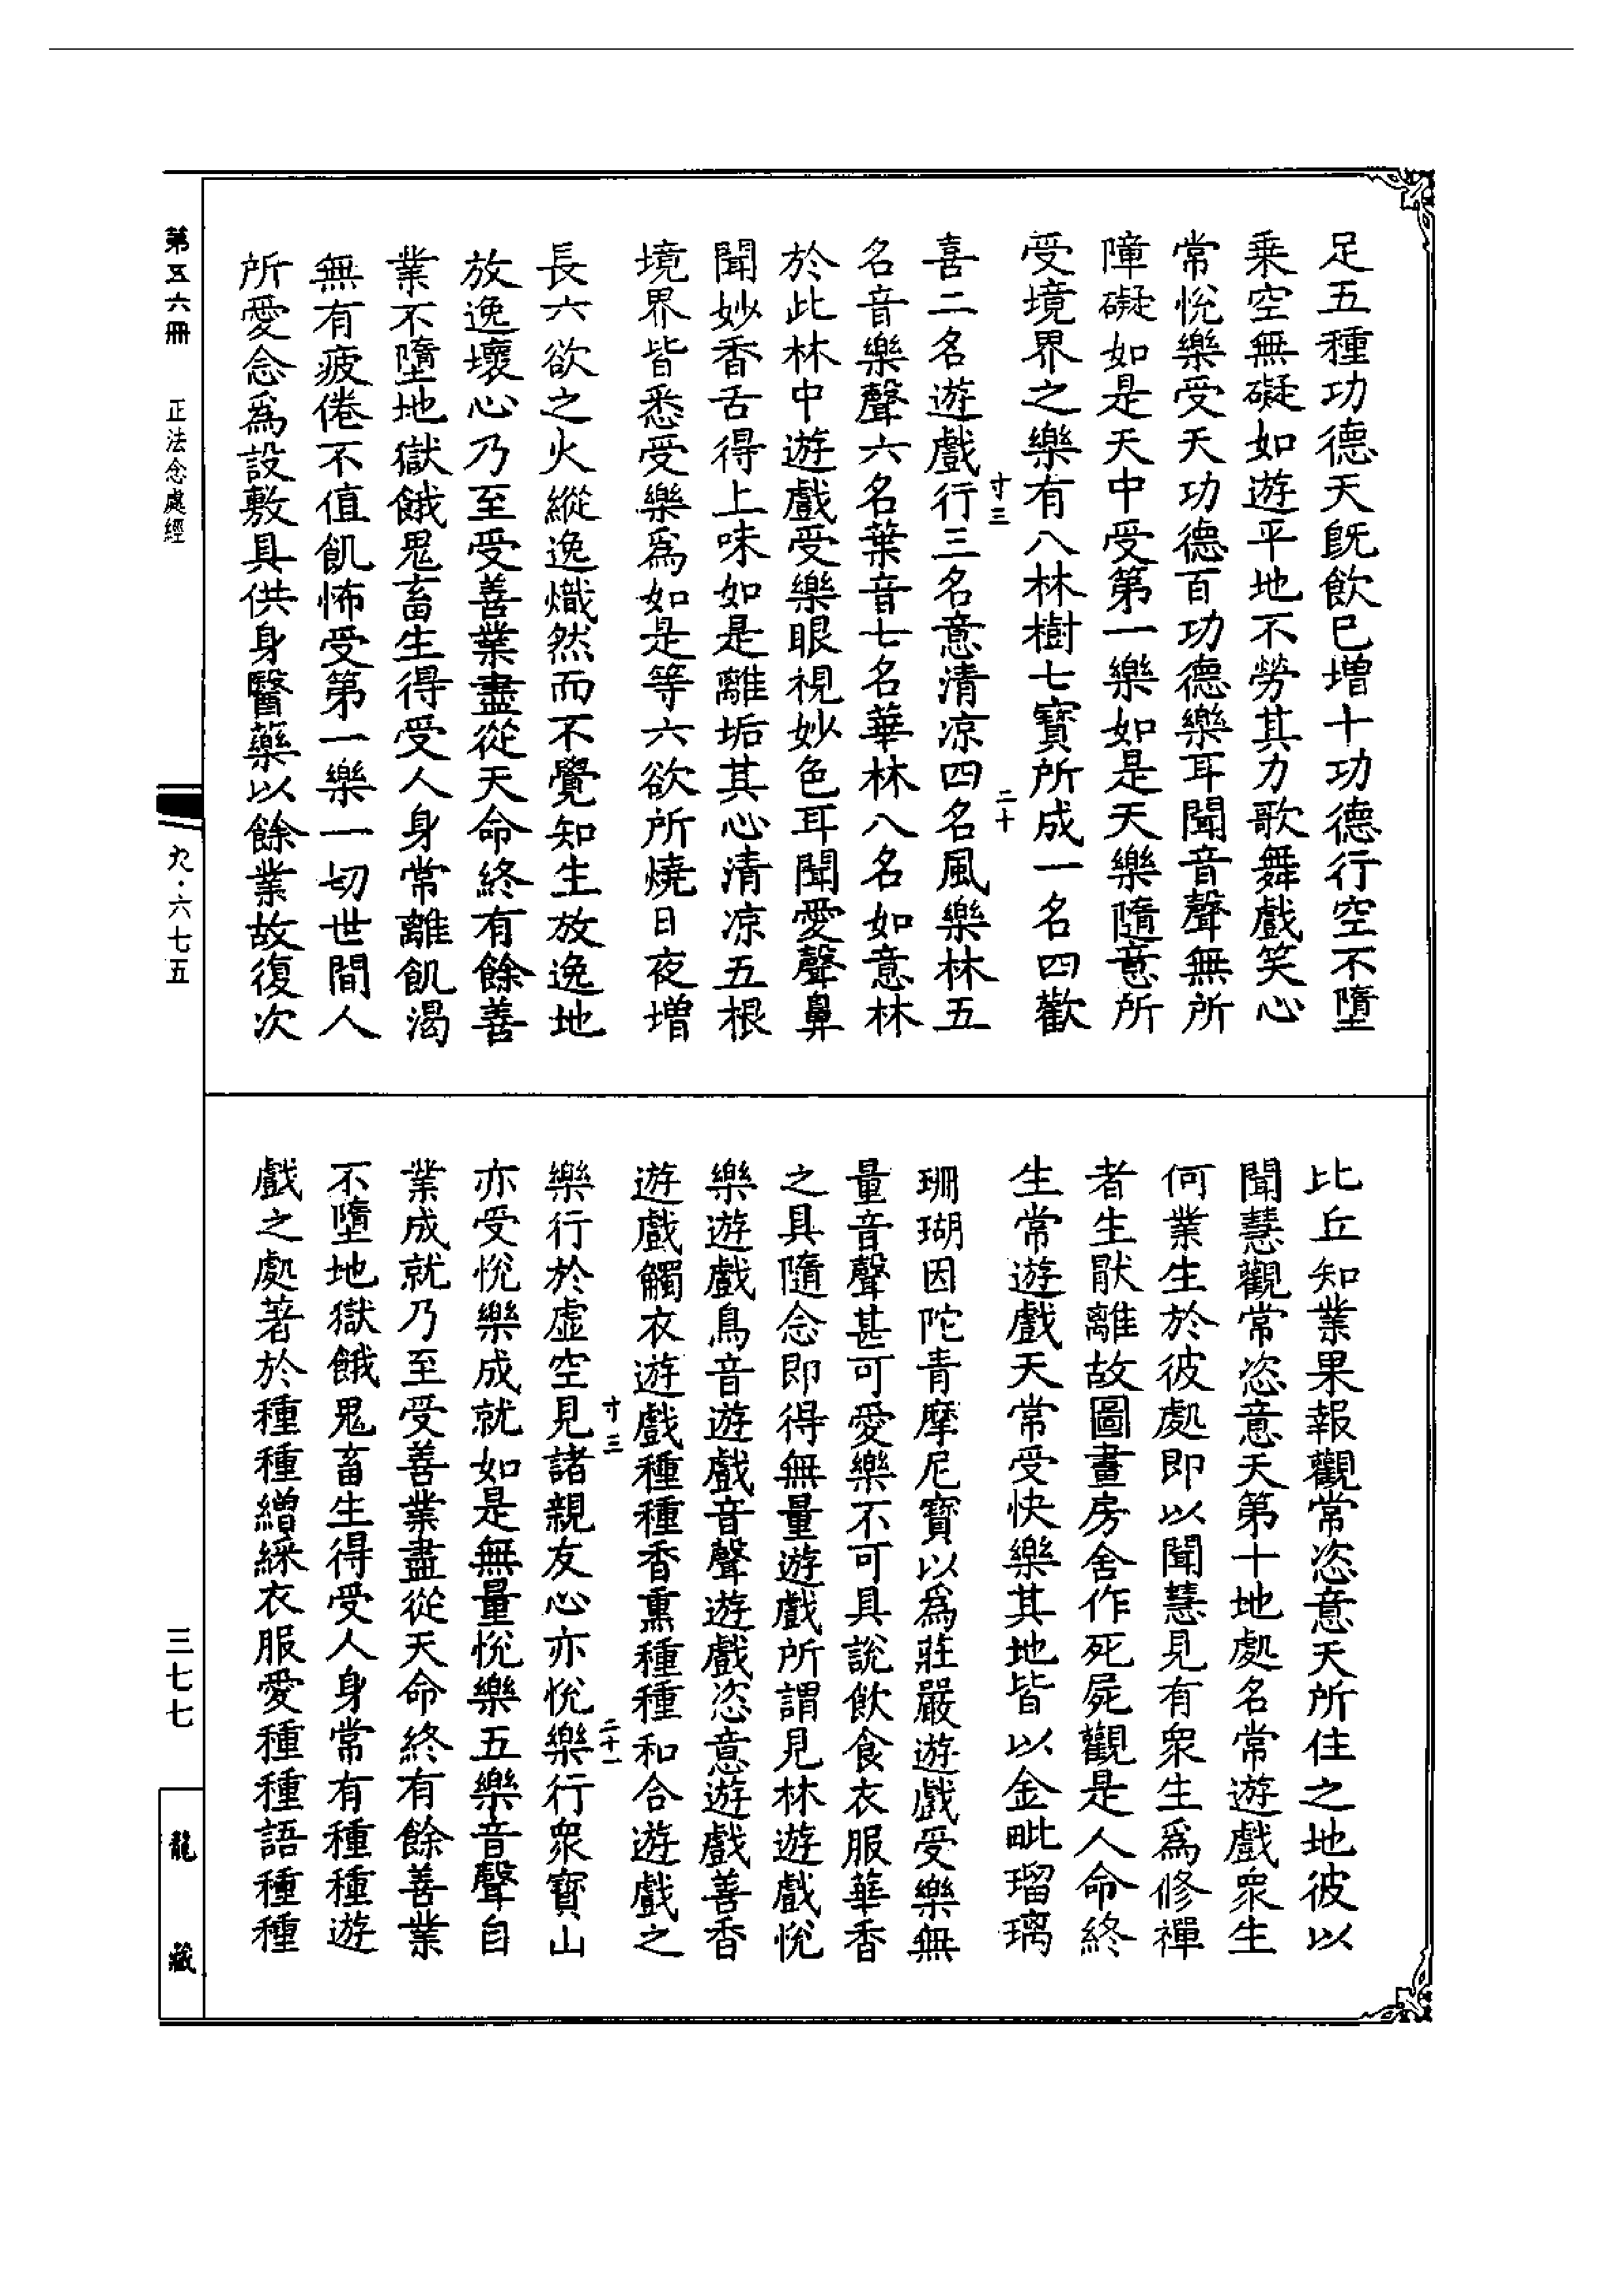 足五種功德天旣飲已增十功德行空不墮
乗空無礙如遊平地不勞其力歌舞戲笑心
常悅樂受天功德百功德樂耳聞音聲無所
障礙如是天中受第一樂如是天樂隨意所
受境界之樂有八林樹七寶所成一名四歡
寸三
二十
喜二名遊戲行三名意清凉四名風樂林五
名音樂聲六名葉音七名華林八名如意林
於此林中遊戲受樂眼視妙色耳聞愛聲鼻
聞妙香舌得上味如是離垢其心清凉五根
境界皆悉受樂爲如是等六欲所燒日夜增
長六欲之火縱逸熾然而不覺知生放逸地
放逸壞心乃至受善業盡從天命終有餘善
業不墮地獄餓鬼畜生得受人身常離飢渴
無有疲倦不值飢怖受第一樂一切世間人
所愛念爲設敷具供身醫藥以餘業故復次
比丘知業果報觀常恣意天所住之地彼以
聞慧觀常恣意天第十地處名常遊戲衆生
何業生於彼處即以聞慧見有衆生爲修禪
者生猒離故圖畫房舍作死屍觀是人命終
生常遊戲天常受快樂其地皆以金毗瑠璃
珊瑚因陀青摩尼寶以爲莊嚴遊戲受樂無
量音聲甚可愛樂不可具說飲食衣服華香
之具隨念即得無量遊戲所謂見林遊戲悅
樂遊戲鳥音遊戲音聲遊戲恣意遊戲善香
遊戲觸衣遊戲種種香熏種種和合遊戲之
寸三
二十一
樂行於虛空見諸親友心亦悅樂行衆寶山
亦受悅樂成就如是無量悅樂五樂音聲自
業成就乃至受善業盡從天命終有餘善業
不墮地獄餓鬼畜生得受人身常有種種遊
戲之處著於種種繒綵衣服愛種種語種種
第五六冊 正法念處經
九·六七五
三七七
龍藏